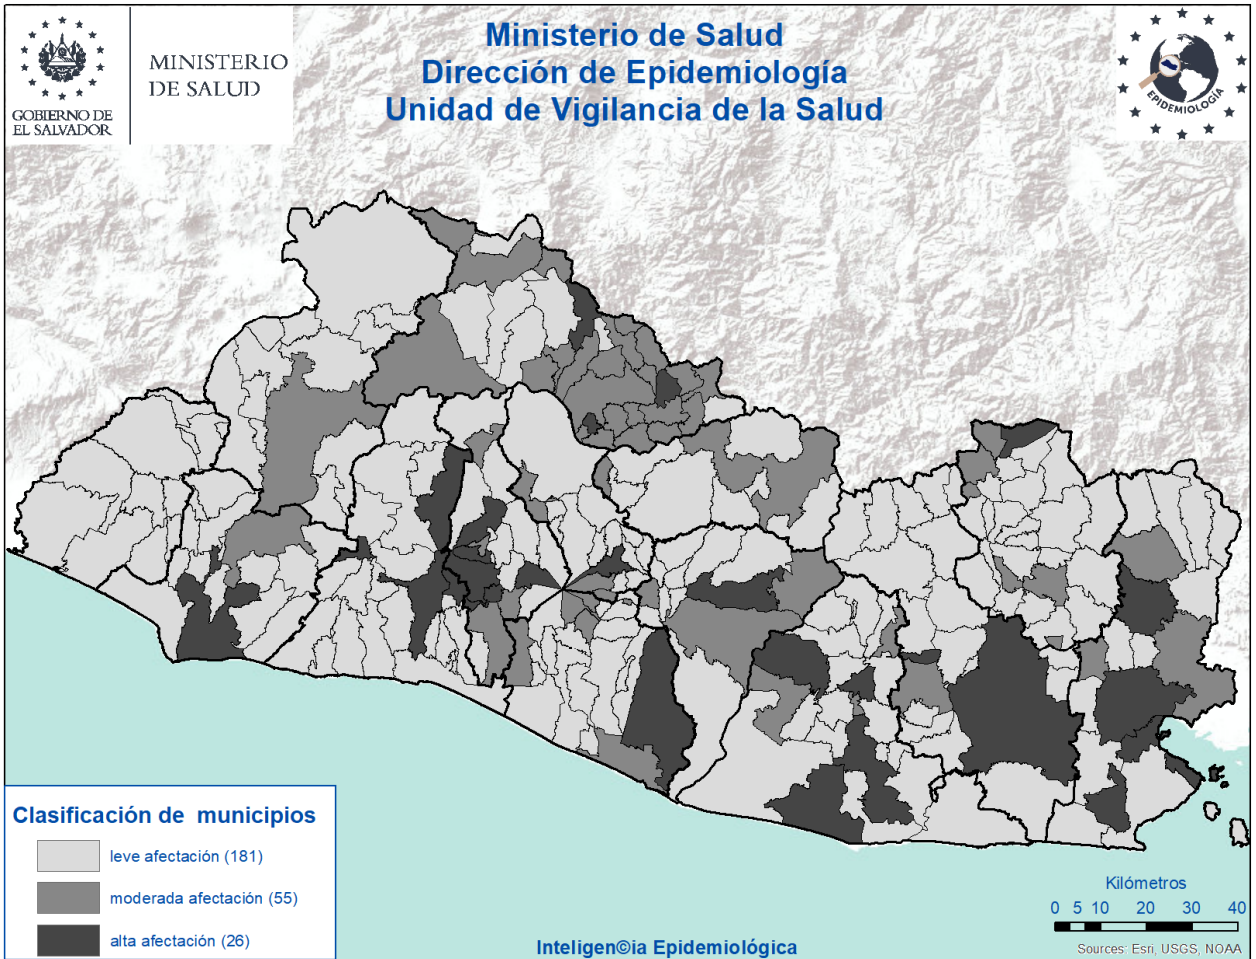 Ministerio de Salud
Dirección de Epidemiología
Unidad de Vigilancia de la Salud
GOBIERNO DE
EL SALVADOR
MINISTERIO
DE SALUD
EPIDEMIOLOGÍA
Clasificación de municipios
leve afectación (181)
moderada afectación (55)
alta afectación (26)
Inteligen©ia Epidemiológica
Kilómetros
0 5 10 20 30 40
Sources: Esri, USGS, NOAA